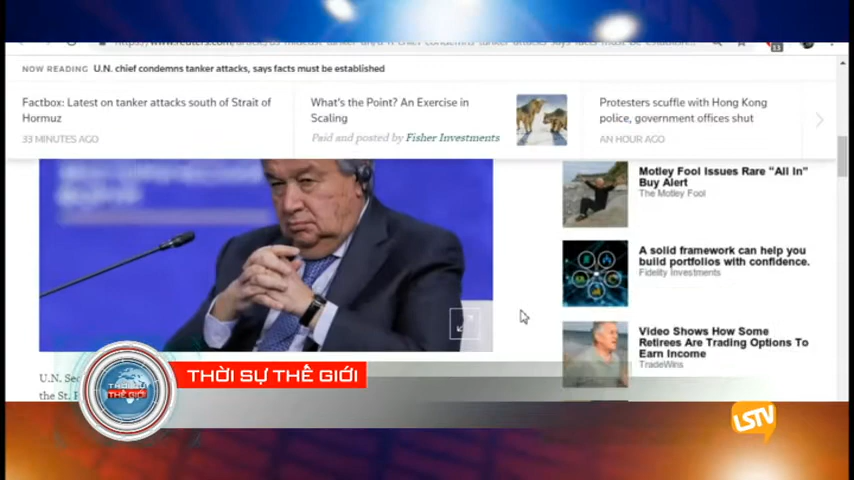 NOW READING U.N. chief condemns tanker attacks, says facts must be established
Factbox: Latest on tanker attacks south of Strait of
Hormuz
33 MINUTES AGO
What's the Point? An Exercise in
Scaling
Paid and posted by Fisher Investments
Protesters scuffle with Hong Kong
police, government offices shut
AN HOUR AGO
Motley Fool Issues Rare "All In"
Buy Alert
The Motley Fool
A solid framework can help you
build portfolios with confidence.
Fidelity Investments
Video Shows How Some
Retirees Are Trading Options To
Earn Income
TradeWins
U.N.
the St.
THỜI SỰ
THẾ GIỚI
THỜI SỰ THẾ GIỚI
LSTV